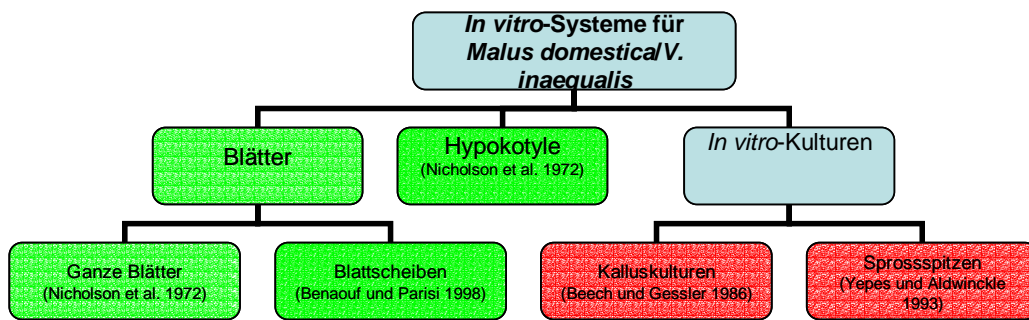 In vitro-Systeme für
Malus domestica/V.
inaequalis
Blätter
Hypokotyle
(Nicholson et al. 1972)
In vitro-Kulturen
Ganze Blätter
(Nicholson et al. 1972)
Blattscheiben
(Benaouf und Parisi 1998)
Kalluskulturen
(Beech und Gessler 1986)
Sprossspitzen
(Yepes und Aldwinckle
1993)